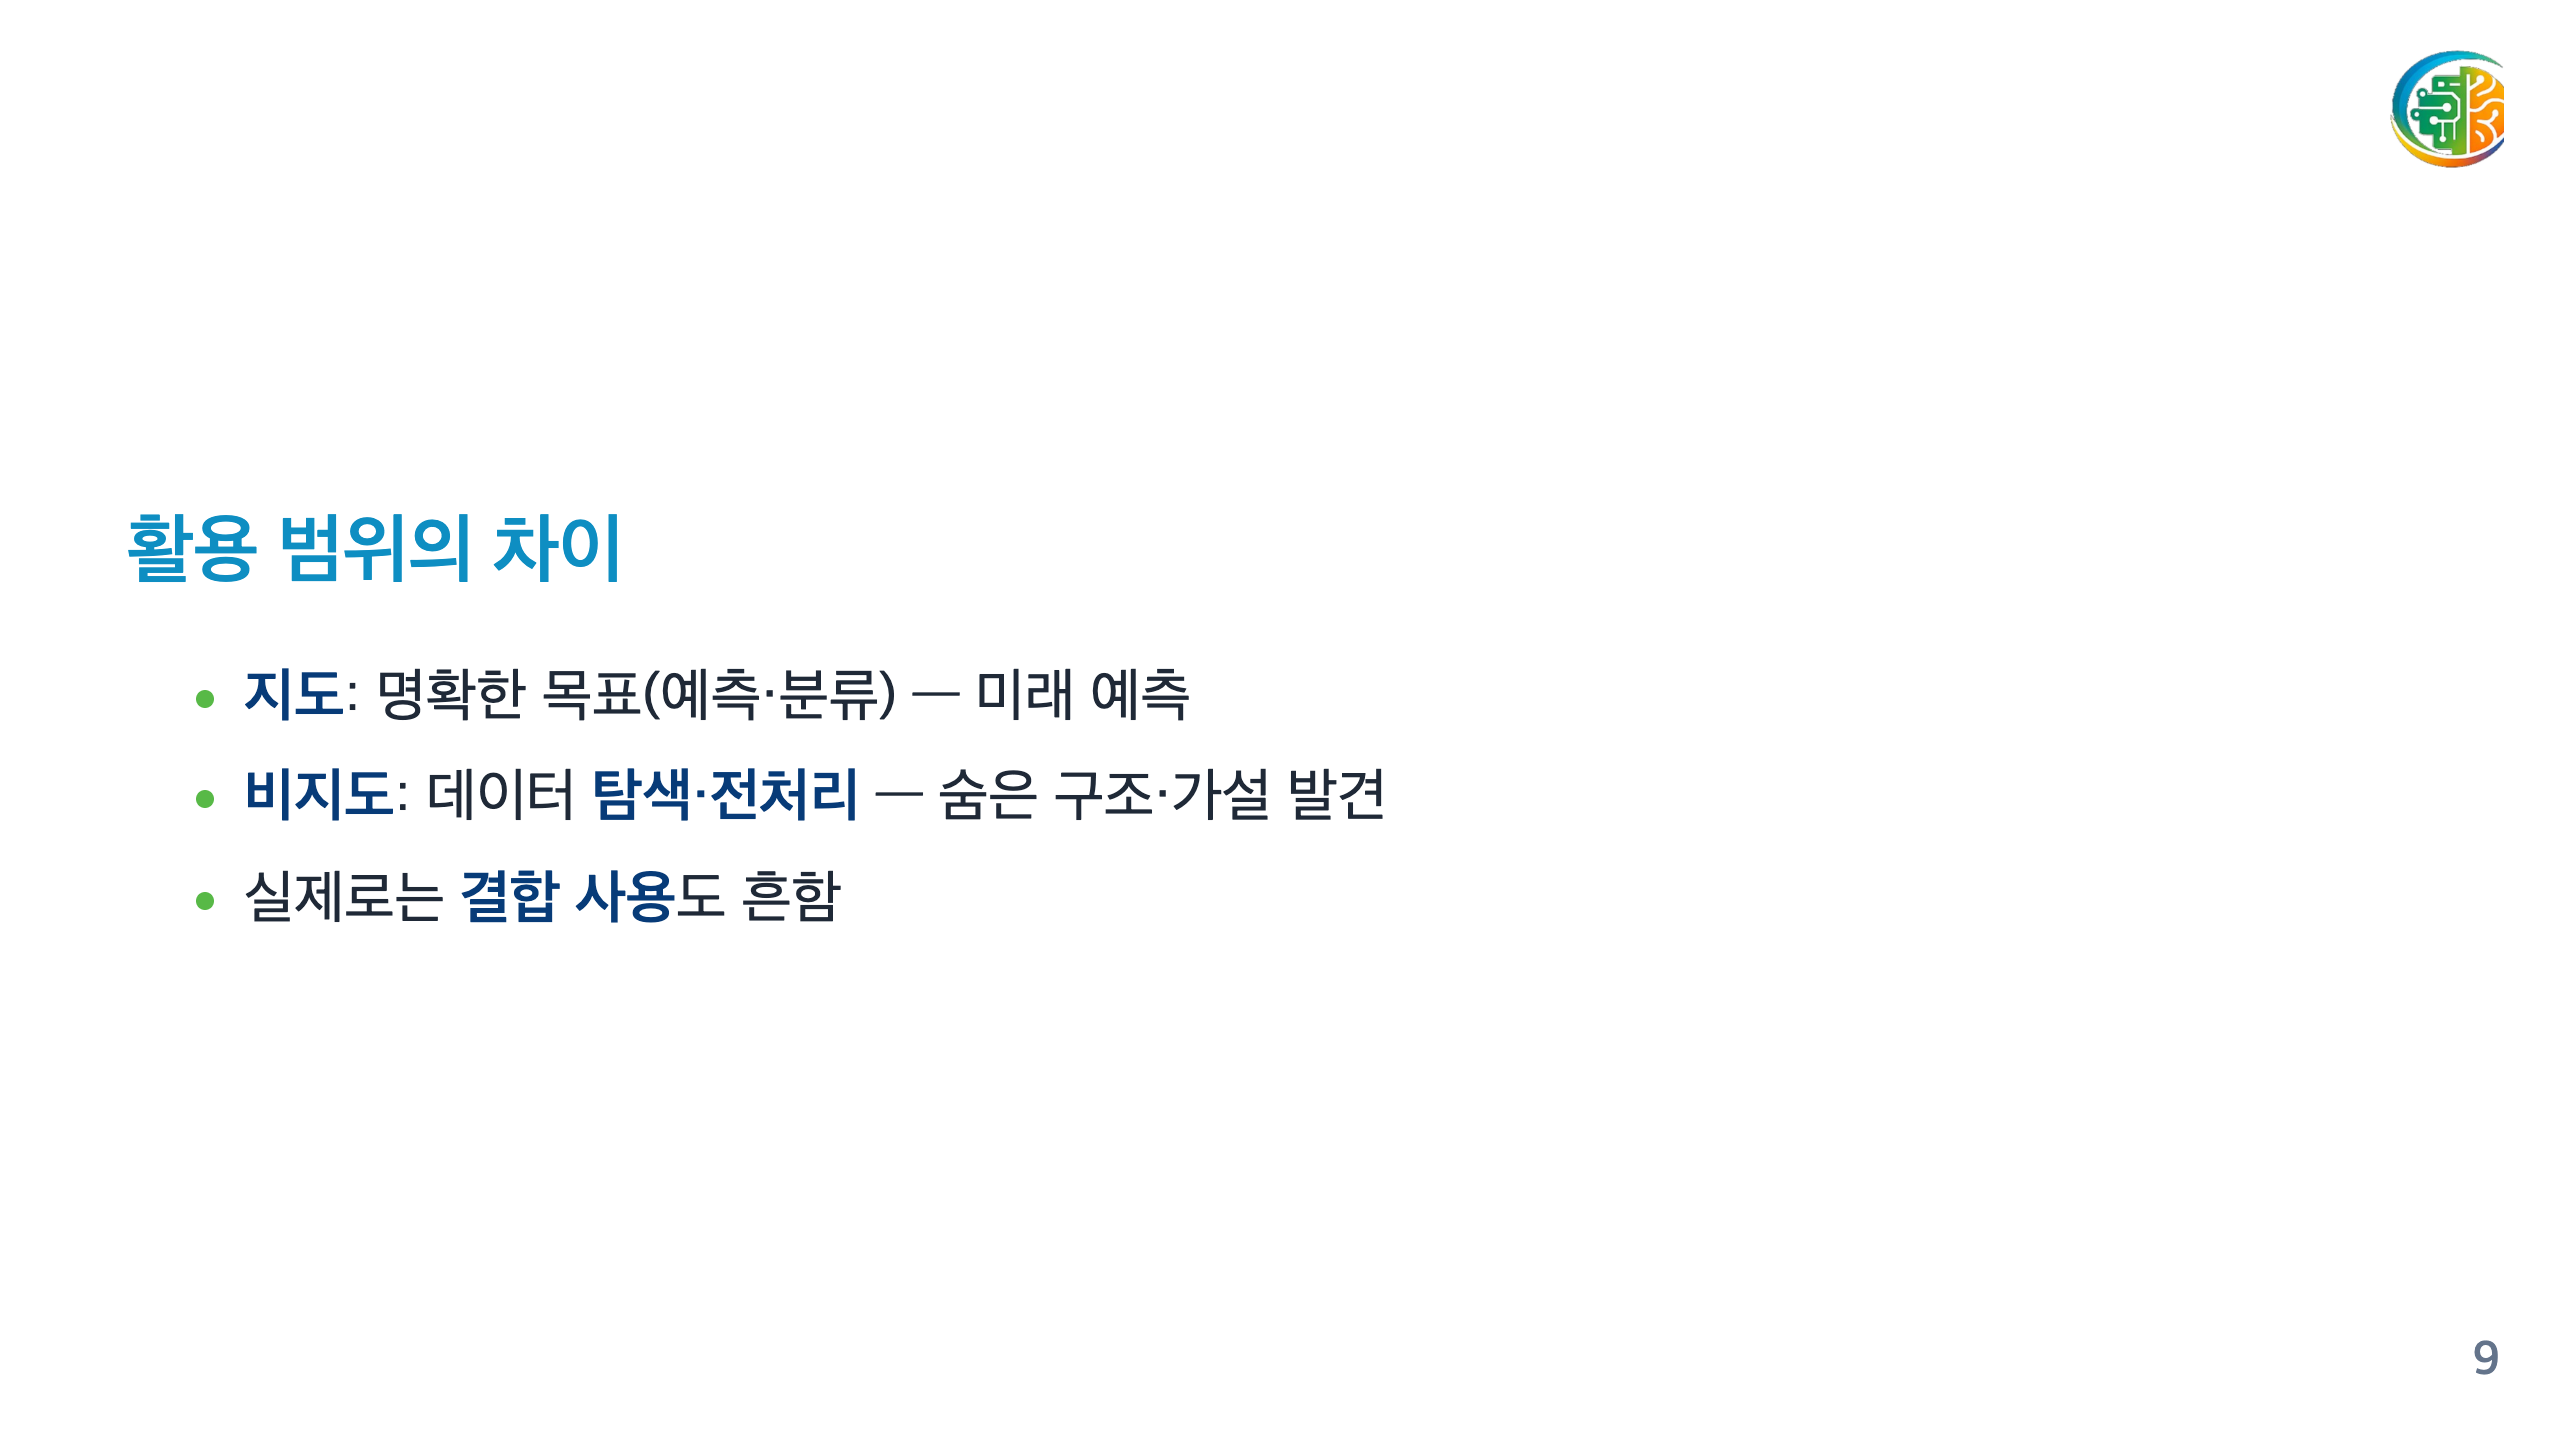 활용 범위의 차이
• 지도: 명확한 목표(예측·분류) — 미래 예측
• 비지도: 데이터 탐색·전처리 — 숨은 구조·가설 발견
• 실제로는 결합 사용도 흔함
9